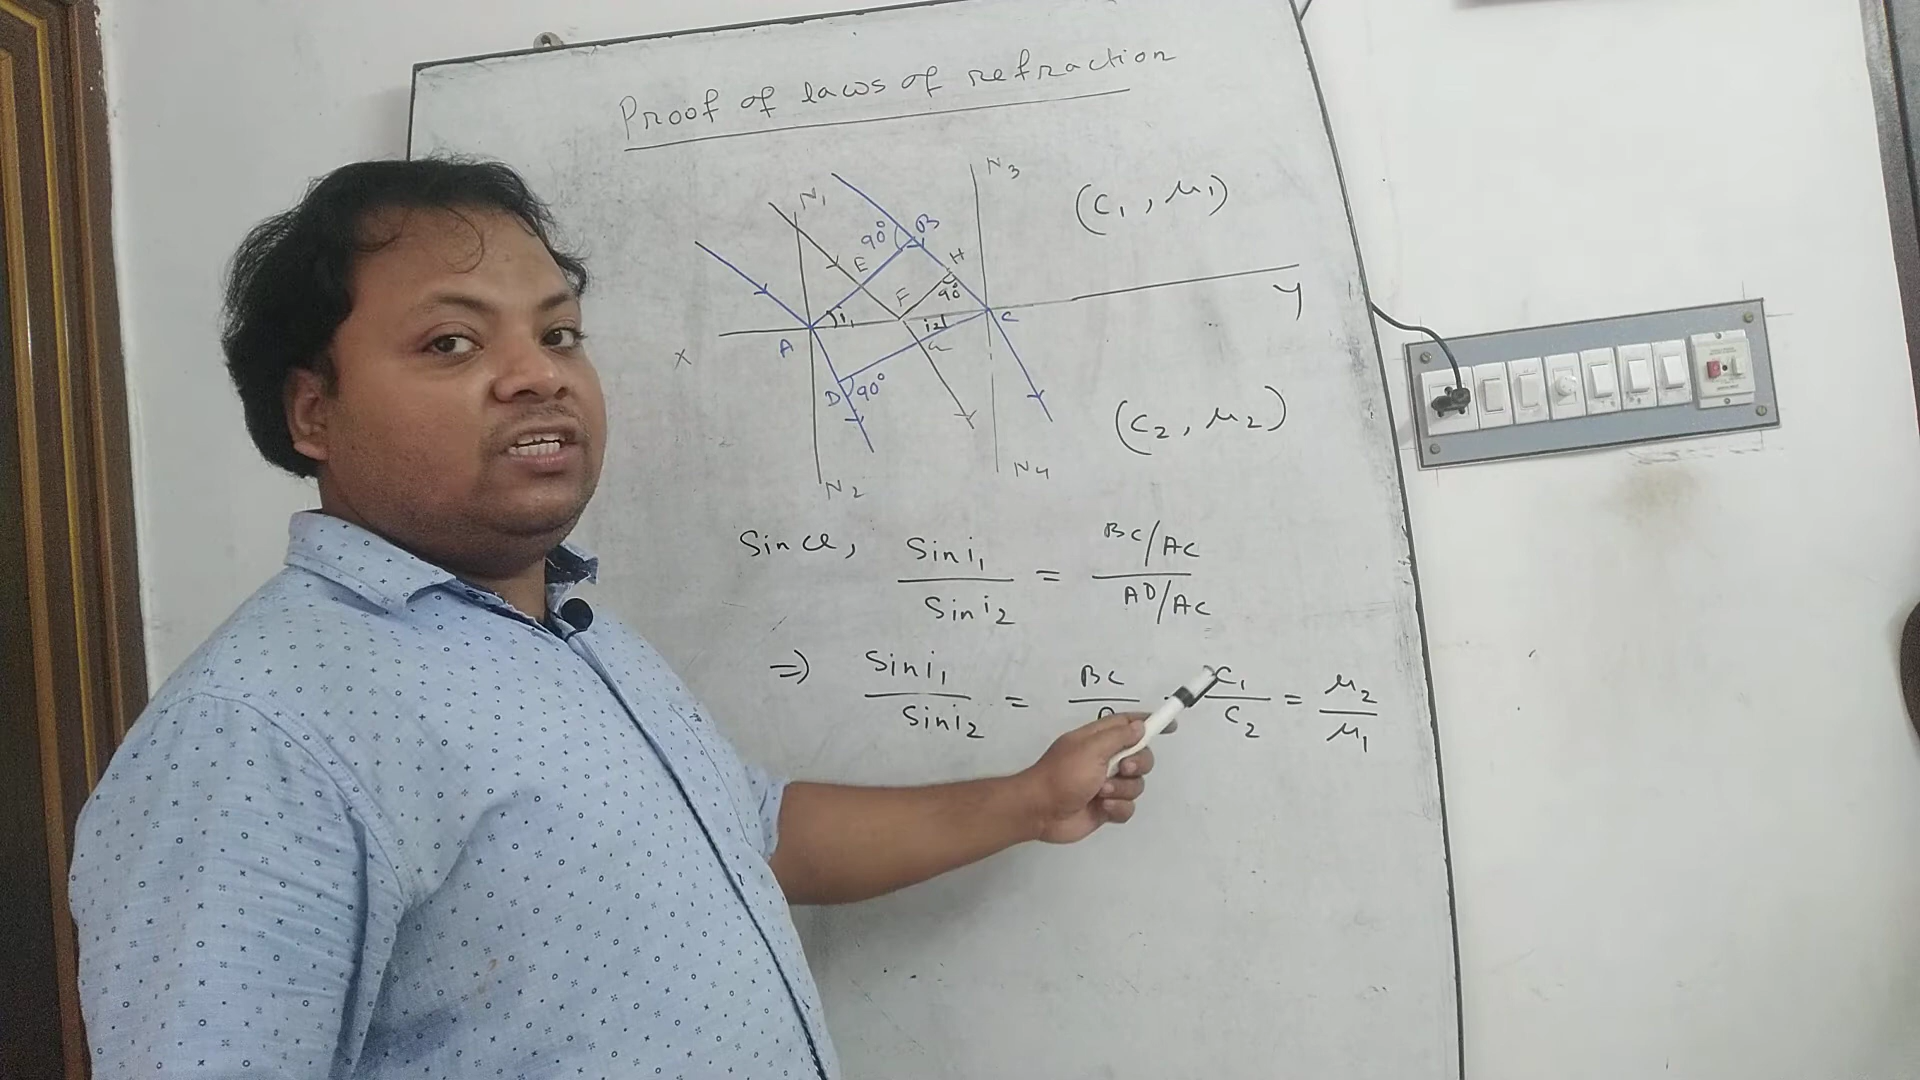 Proof of laws of refraction
N₃
N₁
(C₁, μ₁)
90°
B
E
H
F
90°
i₁
i₂
C
Y
X
A
G
D
90°
(C₂, μ₂)
N₂
N₄
Since, Sin i₁ / Sin i₂ = BC/AC / AD/AC
=> Sin i₁ / Sin i₂ = BC / = C₁ / C₂ = μ₂ / μ₁